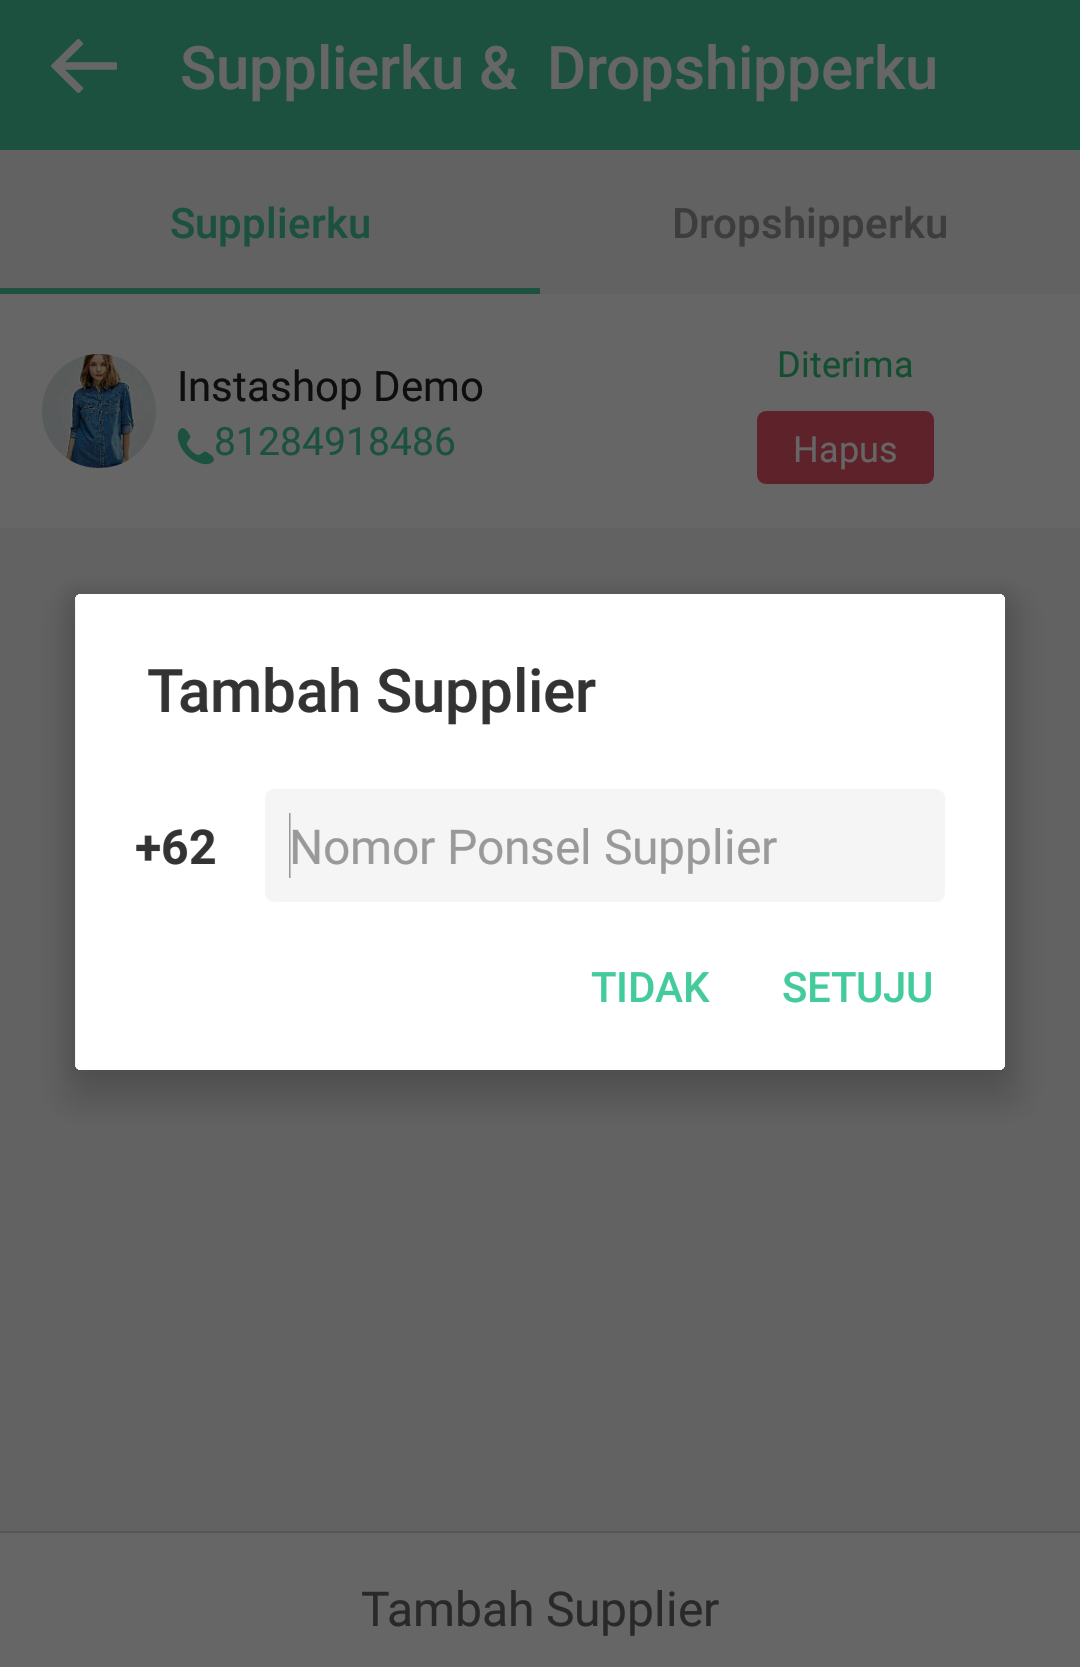 Supplierku & Dropshipperku
Supplierku
Dropshipperku
Instashop Demo
81284918486
Diterima
Hapus
Tambah Supplier
+62
Nomor Ponsel Supplier
TIDAK
SETUJU
Tambah Supplier